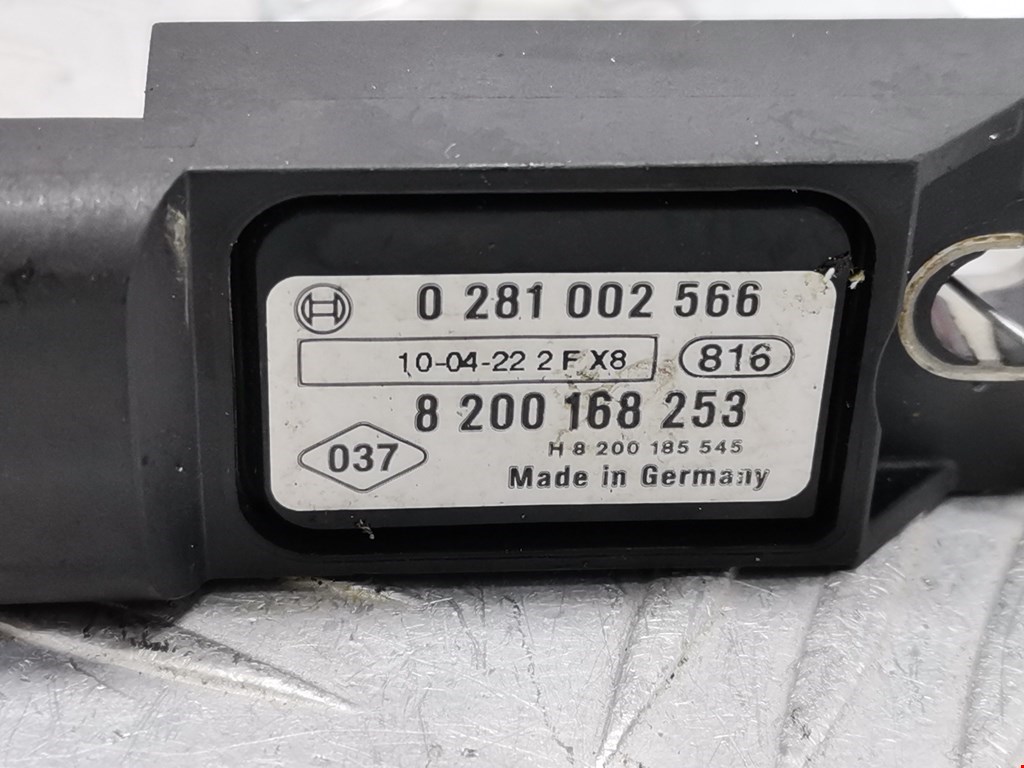 0 281 002 566
10-04-22 2 F X8 816
8 200 168 253
037
H 8 200 185 545
Made in Germany